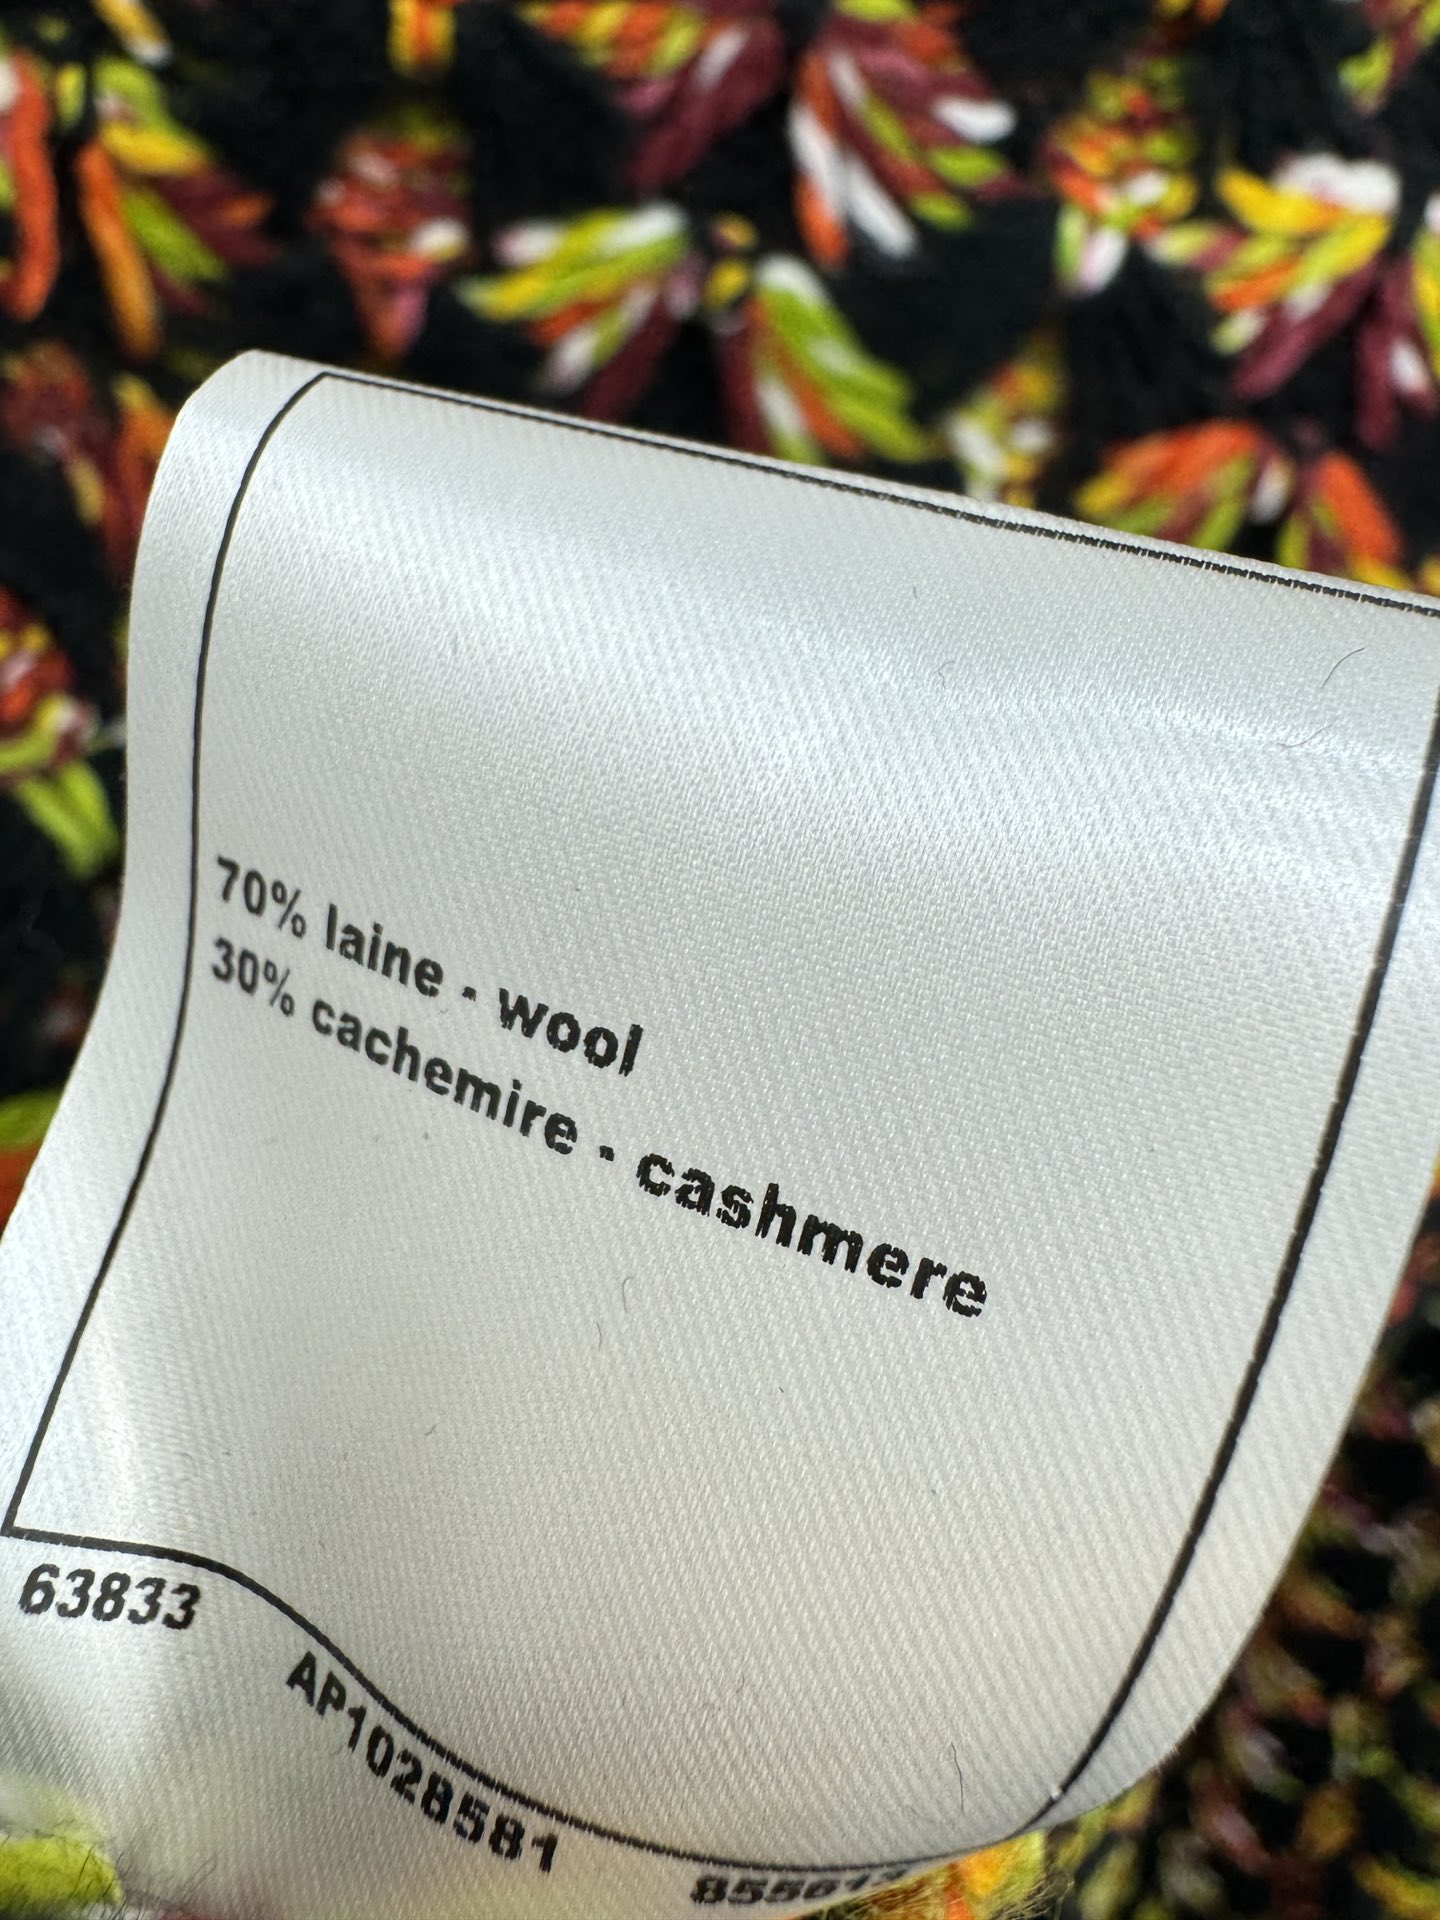 70% laine - wool
30% cachemire - cashmere
63833
AP1028581